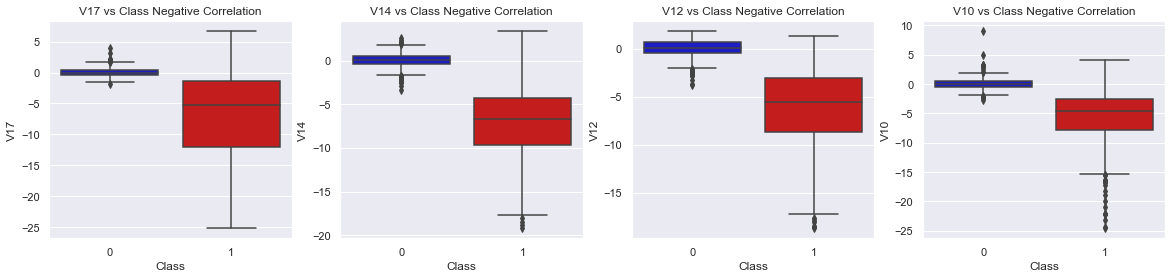 V17 vs Class Negative Correlation
5
0
−5
−10
−15
−20
−25
V17
0 1
Class
V14 vs Class Negative Correlation
0
−5
−10
−15
−20
V14
0 1
Class
V12 vs Class Negative Correlation
0
−5
−10
−15
V12
0 1
Class
V10 vs Class Negative Correlation
10
5
0
−5
−10
−15
−20
−25
V10
0 1
Class